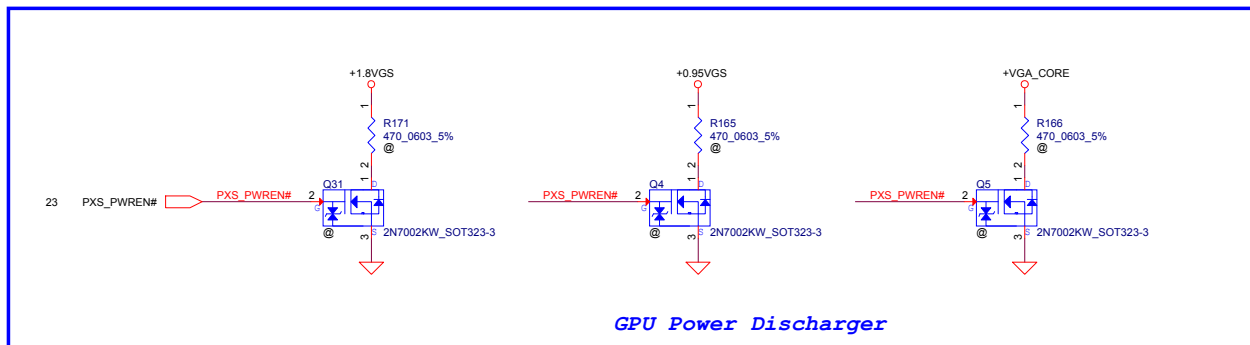 +1.8VGS
1
R171
470_0603_5%
@
2
1
Q31
D
23 PXS_PWREN#
PXS_PWREN#
2
G
@
3
S
2N7002KW_SOT323-3
+0.95VGS
1
R165
470_0603_5%
@
2
1
Q4
D
PXS_PWREN#
2
G
@
3
S
2N7002KW_SOT323-3
+VGA_CORE
1
R166
470_0603_5%
@
2
1
Q5
D
PXS_PWREN#
2
G
@
3
S
2N7002KW_SOT323-3
GPU Power Discharger